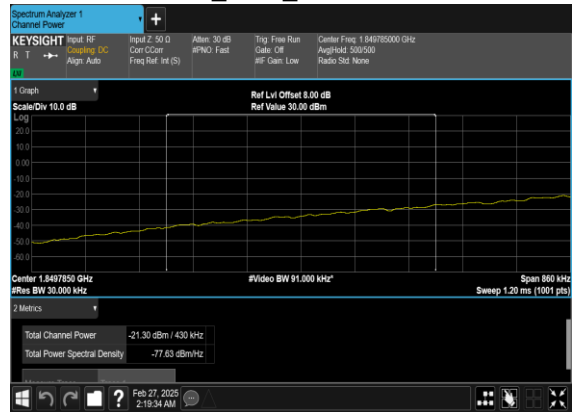 Spectrum Analyzer 1
Channel Power
+
KEYSIGHT
R T
LXI
Input: RF
Coupling: DC
Align: Auto
Input Z: 50 Ω
Corr CCorr
Freq Ref: Int (S)
Atten: 30 dB
#PNO: Fast
Trig: Free Run
Gate: Off
#IF Gain: Low
Center Freq: 1.849785000 GHz
Avg|Hold: 500/500
Radio Std: None
1 Graph
Scale/Div 10.0 dB
Ref Lvl Offset 8.00 dB
Ref Value 30.00 dBm
Log
20.0
10.0
0.00
-10.0
-20.0
-30.0
-40.0
-50.0
-60.0
Center 1.8497850 GHz
#Res BW 30.000 kHz
#Video BW 91.000 kHz*
Span 860 kHz
Sweep 1.20 ms (1001 pts)
2 Metrics
Total Channel Power -21.30 dBm / 430 kHz
Total Power Spectral Density -77.63 dBm/Hz
?
Feb 27, 2025
2:19:34 AM